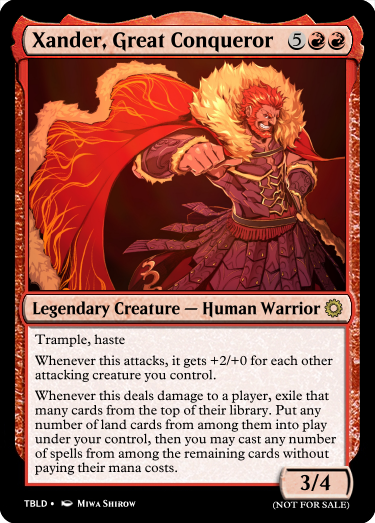 Xander, Great Conqueror 5
Legendary Creature — Human Warrior
Trample, haste
Whenever this attacks, it gets +2/+0 for each other
attacking creature you control.
Whenever this deals damage to a player, exile that
many cards from the top of their library. Put any
number of land cards from among them into play
under your control, then you may cast any number
of spells from among the remaining cards without
paying their mana costs.
3/4
TBLD • Miwa Shirow
(NOT FOR SALE)